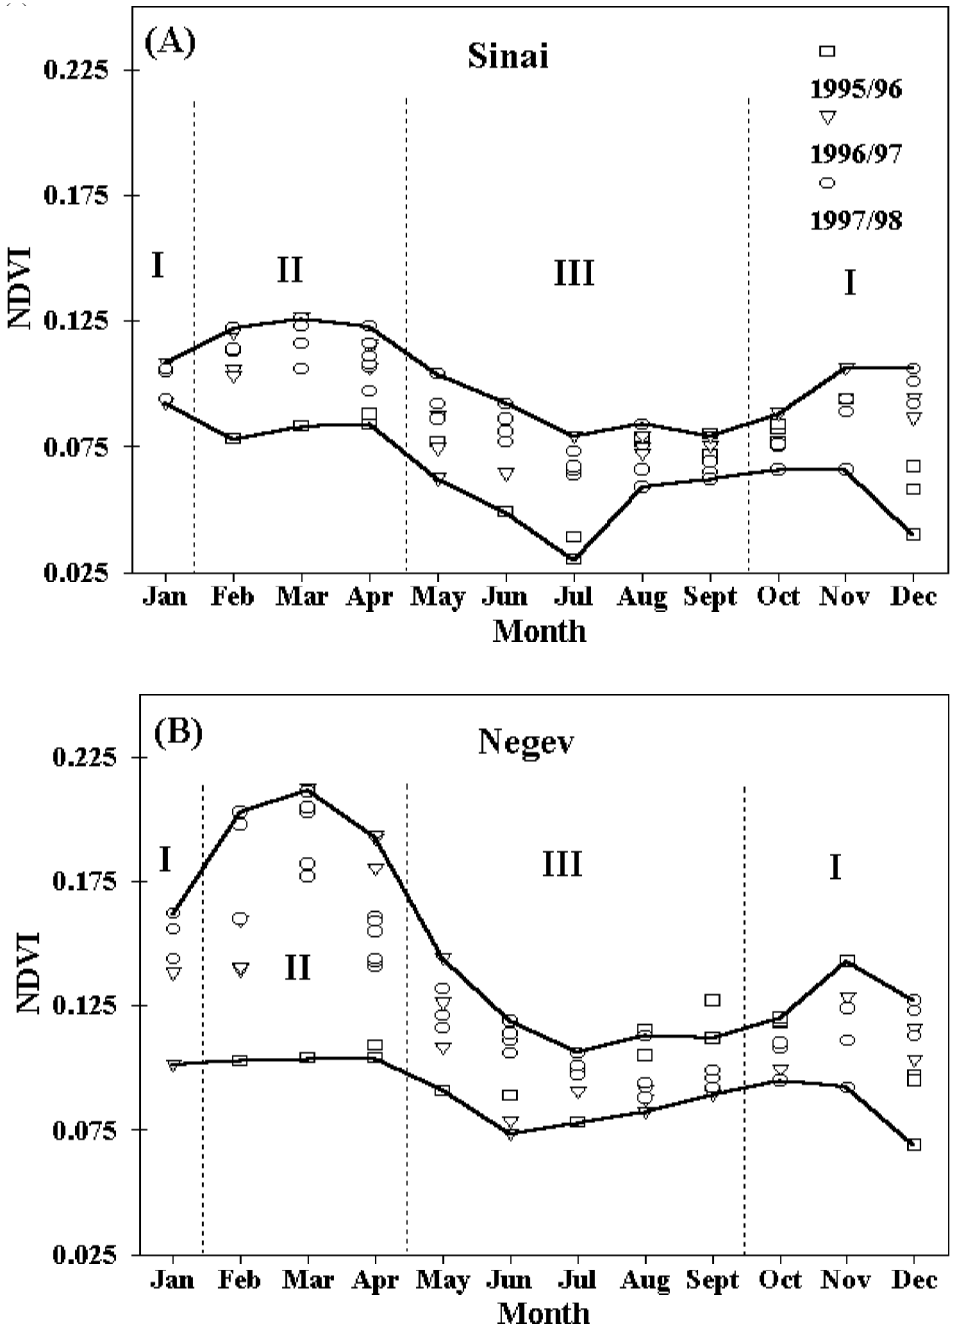 (A)
Sinai
0.225
1995/96
1996/97
0.175
1997/98
I
II
III
I
NDVI
0.125
0.075
0.025
Jan Feb Mar Apr May Jun Jul Aug Sept Oct Nov Dec
Month
(B)
Negev
0.225
I
III
I
0.175
II
NDVI
0.125
0.075
0.025
Jan Feb Mar Apr May Jun Jul Aug Sept Oct Nov Dec
Month